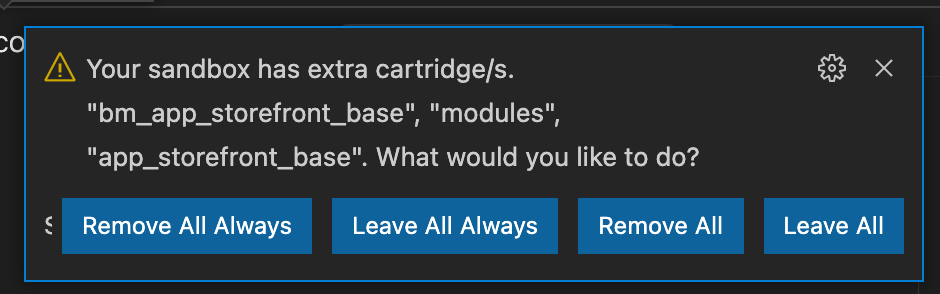 co
Your sandbox has extra cartridge/s.
"bm_app_storefront_base", "modules",
"app_storefront_base". What would you like to do?
Remove All Always
Leave All Always
Remove All
Leave All